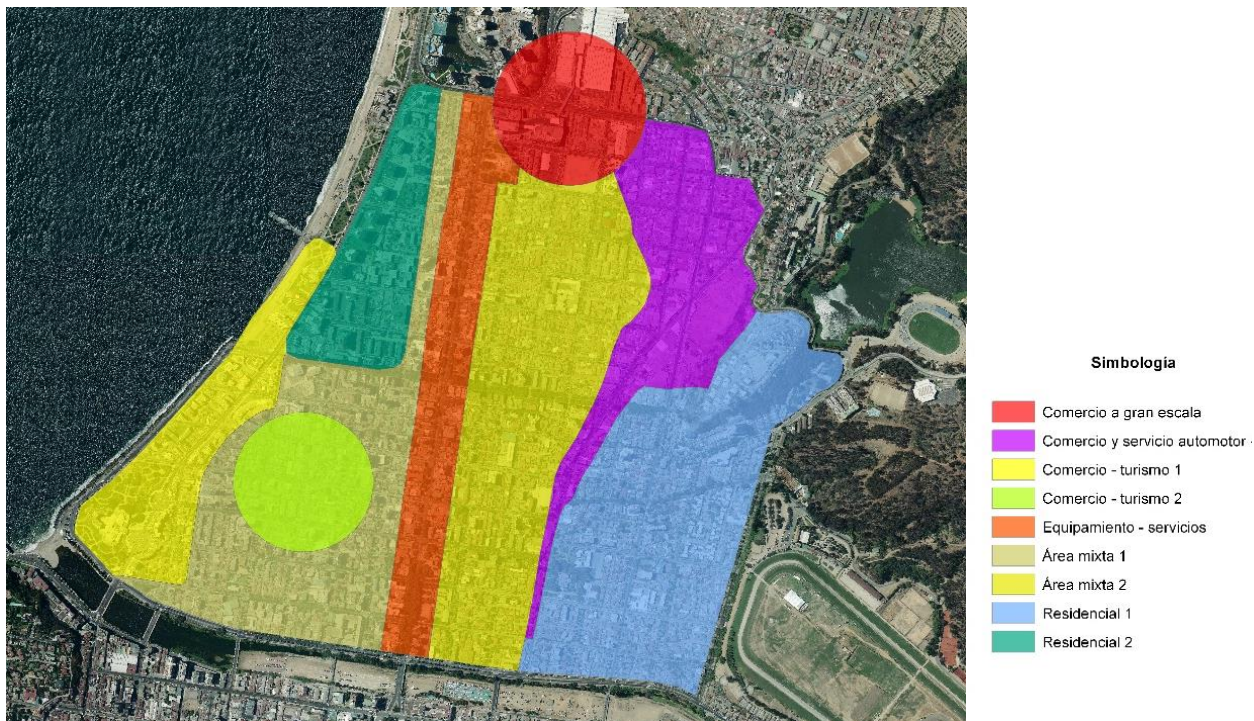 Simbología
Comercio a gran escala
Comercio y servicio automotor -
Comercio - turismo 1
Comercio - turismo 2
Equipamiento - servicios
Área mixta 1
Área mixta 2
Residencial 1
Residencial 2